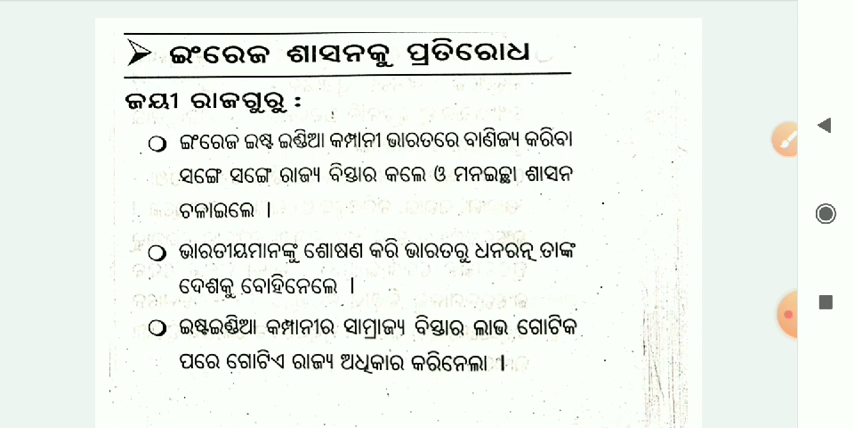 ➤ ଇଂରେଜ ଶାସନକୁ ପ୍ରତିରୋଧ
ଜୟୀ ରାଜଗୁରୁ :
❍ ଇଂରେଜ ଇଷ୍ଟ ଇଣ୍ଡିଆ କମ୍ପାନୀ ଭାରତରେ ବାଣିଜ୍ୟ କରିବା
ସଙ୍ଗେ ସଙ୍ଗେ ରାଜ୍ୟ ବିସ୍ତାର କଲେ ଓ ମନଇଚ୍ଛା ଶାସନ
ଚଳାଇଲେ ।
❍ ଭାରତୀୟମାନଙ୍କୁ ଶୋଷଣ କରି ଭାରତରୁ ଧନରତ୍ନ ତାଙ୍କ
ଦେଶକୁ ବୋହିନେଲେ ।
❍ ଇଷ୍ଟଇଣ୍ଡିଆ କମ୍ପାନୀର ସାମ୍ରାଜ୍ୟ ବିସ୍ତାର ଲାଭ ଗୋଟିକ
ପରେ ଗୋଟିଏ ରାଜ୍ୟ ଅଧିକାର କରିନେଲା ।